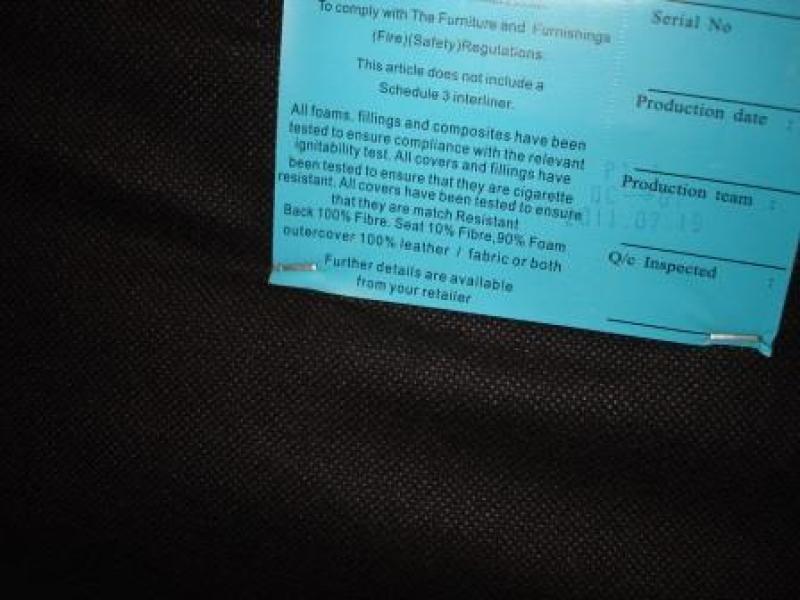 To comply with The Furniture and Furnishings
(Fire)(Safety)Regulations:
This article does not include a
Schedule 3 interliner.
All foams, fillings and composites have been
tested to ensure compliance with the relevant
ignitability test. All covers and fillings have
been tested to ensure that they are cigarette
resistant. All covers have been tested to ensure
that they are match Resistant
Back 100% Fibre. Seat 10% Fibre,90% Foam
outercover 100% leather / fabric or both
Further details are available
from your retailer
Serial No
Production date :
Production team :
2011.07.19
Q/c Inspected :